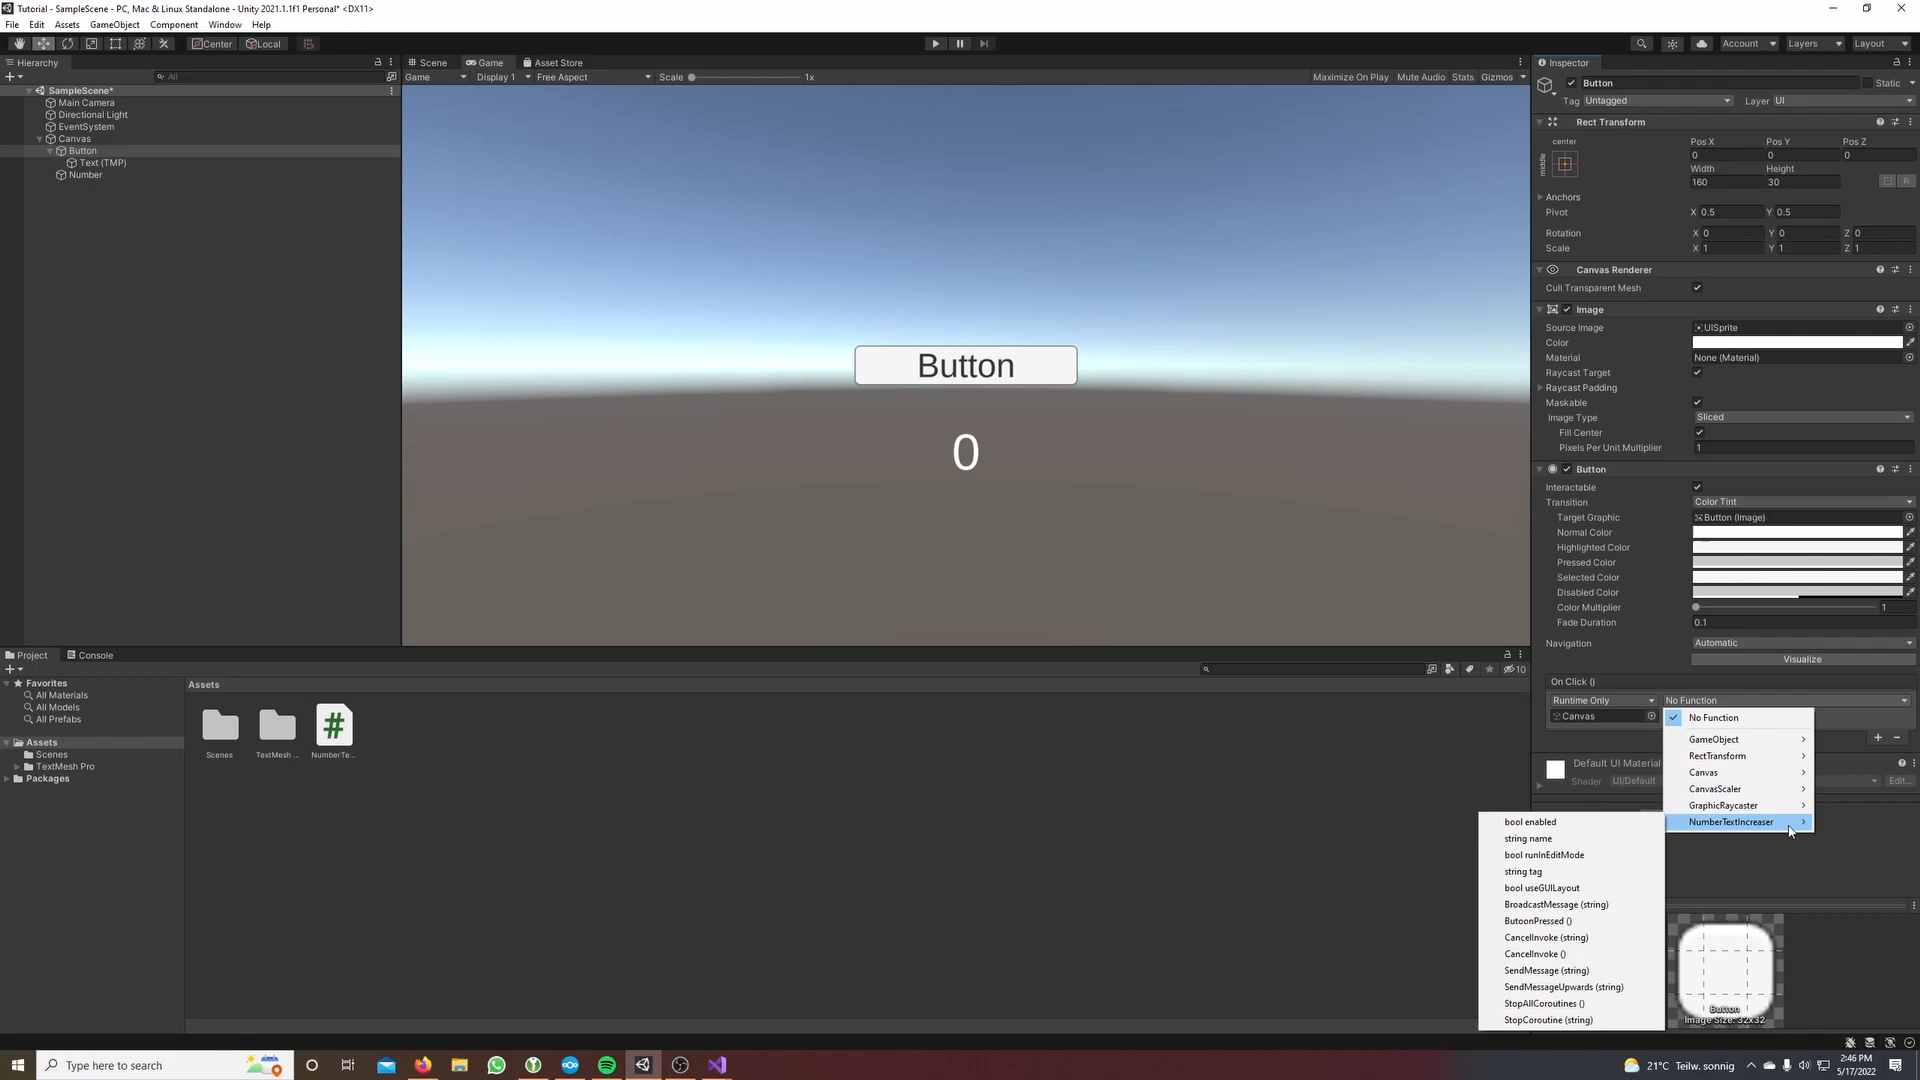 Tutorial - SampleScene - PC, Mac & Linux Standalone - Unity 2021.1.1f1 Personal* <DX11>
File Edit Assets GameObject Component Window Help
Center Local
Account Layers Layout
Hierarchy
All
SampleScene*
Main Camera
Directional Light
EventSystem
Canvas
Button
Text (TMP)
Number
Scene Game Asset Store
Game Display 1 Free Aspect Scale 1x Maximize On Play Mute Audio Stats Gizmos
Button
0
Inspector
Button Static
Tag Untagged Layer UI
Rect Transform
center
middle
Pos X Pos Y Pos Z
0 0 0
Width Height
160 30
R
Anchors
Pivot X 0.5 Y 0.5
Rotation X 0 Y 0 Z 0
Scale X 1 Y 1 Z 1
Canvas Renderer
Cull Transparent Mesh
Image
Source Image UISprite
Color
Material None (Material)
Raycast Target
Raycast Padding
Maskable
Image Type Sliced
Fill Center
Pixels Per Unit Multiplier 1
Button
Interactable
Transition Color Tint
Target Graphic Button (Image)
Normal Color
Highlighted Color
Pressed Color
Selected Color
Disabled Color
Color Multiplier 1
Fade Duration 0.1
Navigation Automatic
Visualize
On Click ()
Runtime Only No Function
Canvas
No Function
GameObject
RectTransform
Canvas
CanvasScaler
GraphicRaycaster
NumberTextIncreaser
Default UI Material
Shader UI/Default Edit...
bool enabled
string name
bool runInEditMode
string tag
bool useGUILayout
BroadcastMessage (string)
ButoonPressed ()
CancelInvoke (string)
CancelInvoke ()
SendMessage (string)
SendMessageUpwards (string)
StopAllCoroutines ()
StopCoroutine (string)
Button
Image Size: 32x32
Project Console
10
Favorites
All Materials
All Models
All Prefabs
Assets
Scenes
TextMesh Pro
Packages
Assets
Scenes TextMesh ... NumberTe...
Type here to search
21°C Teilw. sonnig
2:46 PM
5/17/2022